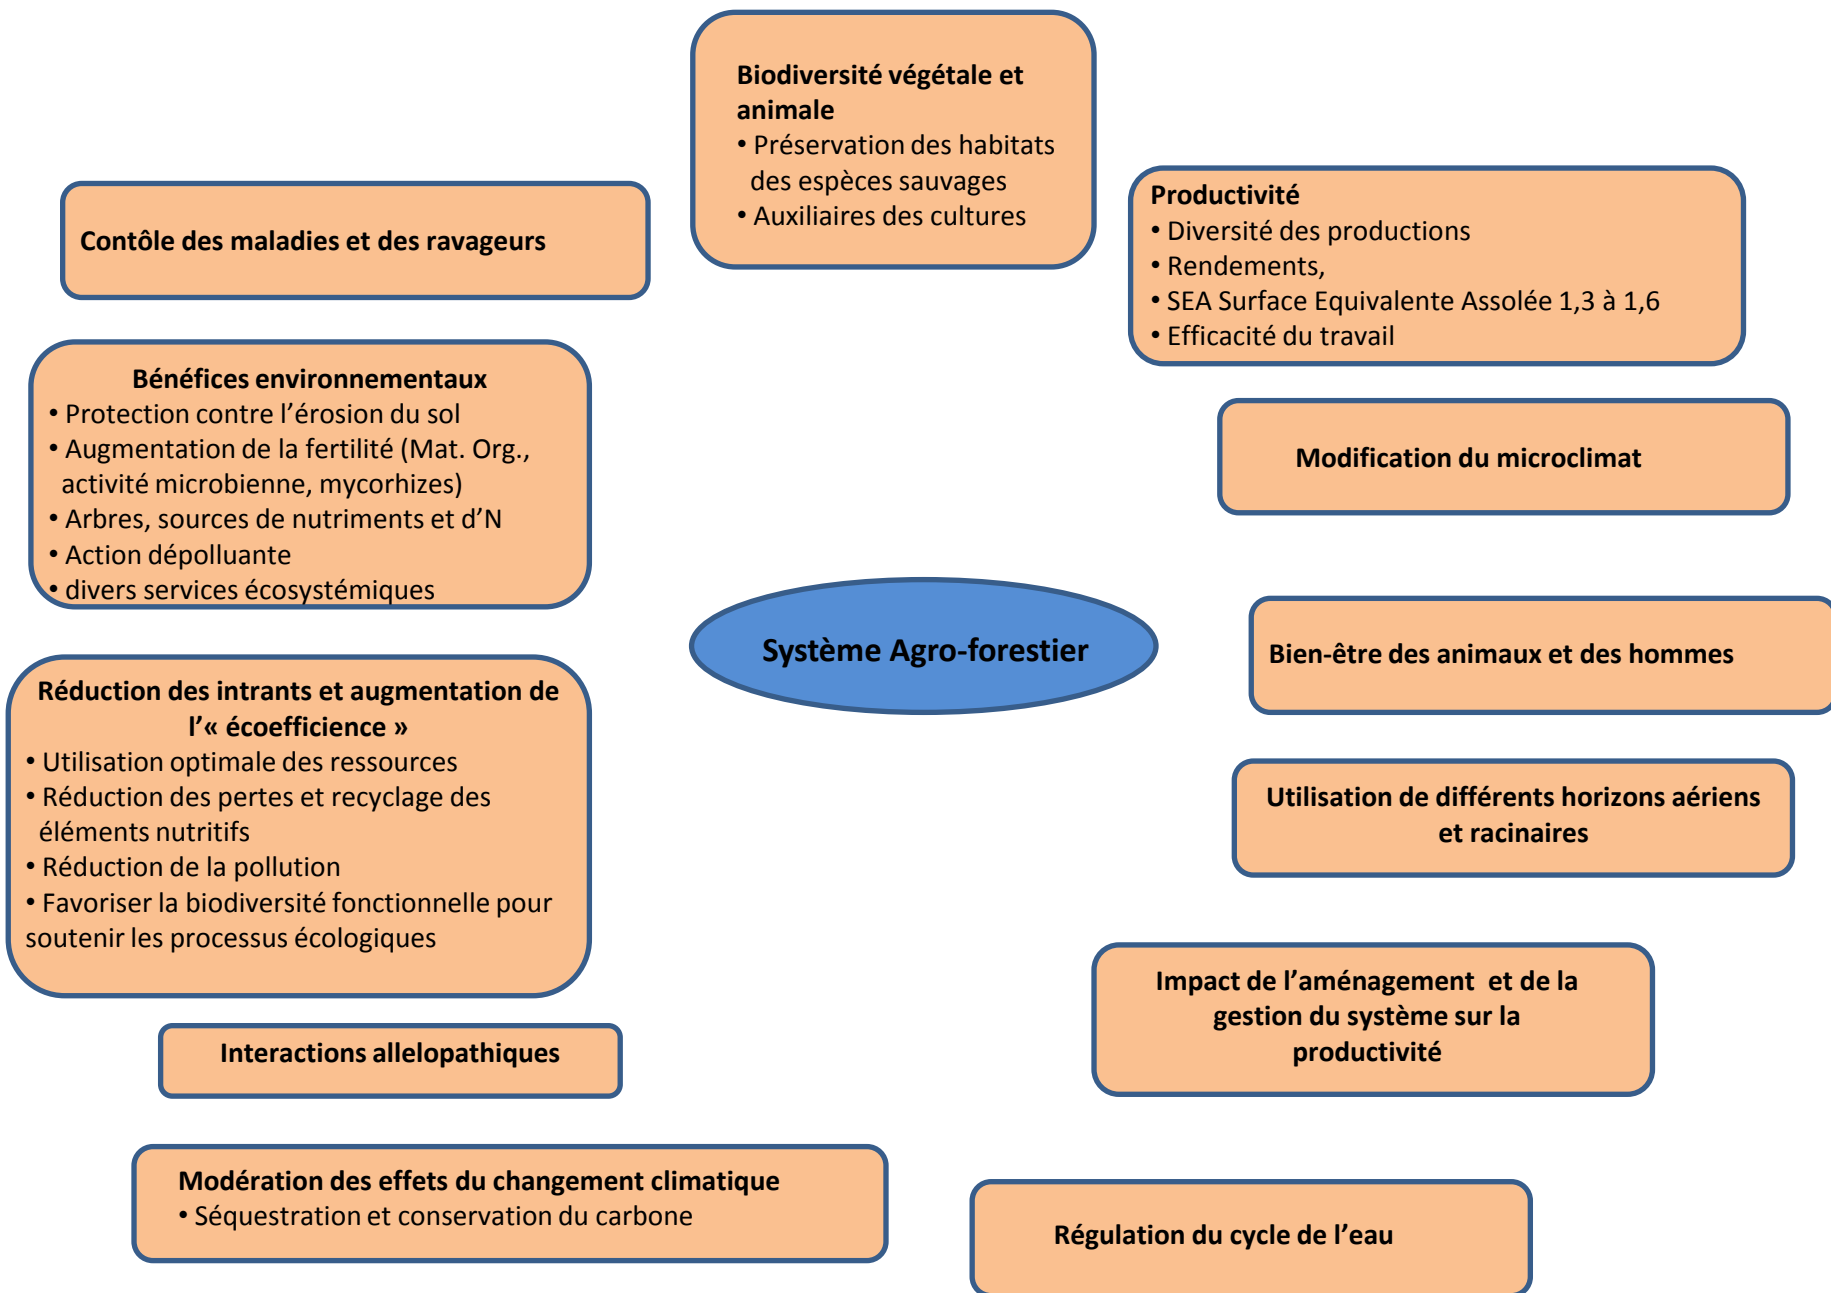 Biodiversité végétale et
animale
• Préservation des habitats
des espèces sauvages
• Auxiliaires des cultures
Contôle des maladies et des ravageurs
Productivité
• Diversité des productions
• Rendements,
• SEA Surface Equivalente Assolée 1,3 à 1,6
• Efficacité du travail
Bénéfices environnementaux
• Protection contre l’érosion du sol
• Augmentation de la fertilité (Mat. Org.,
activité microbienne, mycorhizes)
• Arbres, sources de nutriments et d’N
• Action dépolluante
• divers services écosystémiques
Modification du microclimat
Système Agro-forestier
Bien-être des animaux et des hommes
Réduction des intrants et augmentation de
l’« écoefficience »
• Utilisation optimale des ressources
• Réduction des pertes et recyclage des
éléments nutritifs
• Réduction de la pollution
• Favoriser la biodiversité fonctionnelle pour
soutenir les processus écologiques
Utilisation de différents horizons aériens
et racinaires
Impact de l’aménagement  et de la
gestion du système sur la
productivité
Interactions allelopathiques
Modération des effets du changement climatique
• Séquestration et conservation du carbone
Régulation du cycle de l’eau